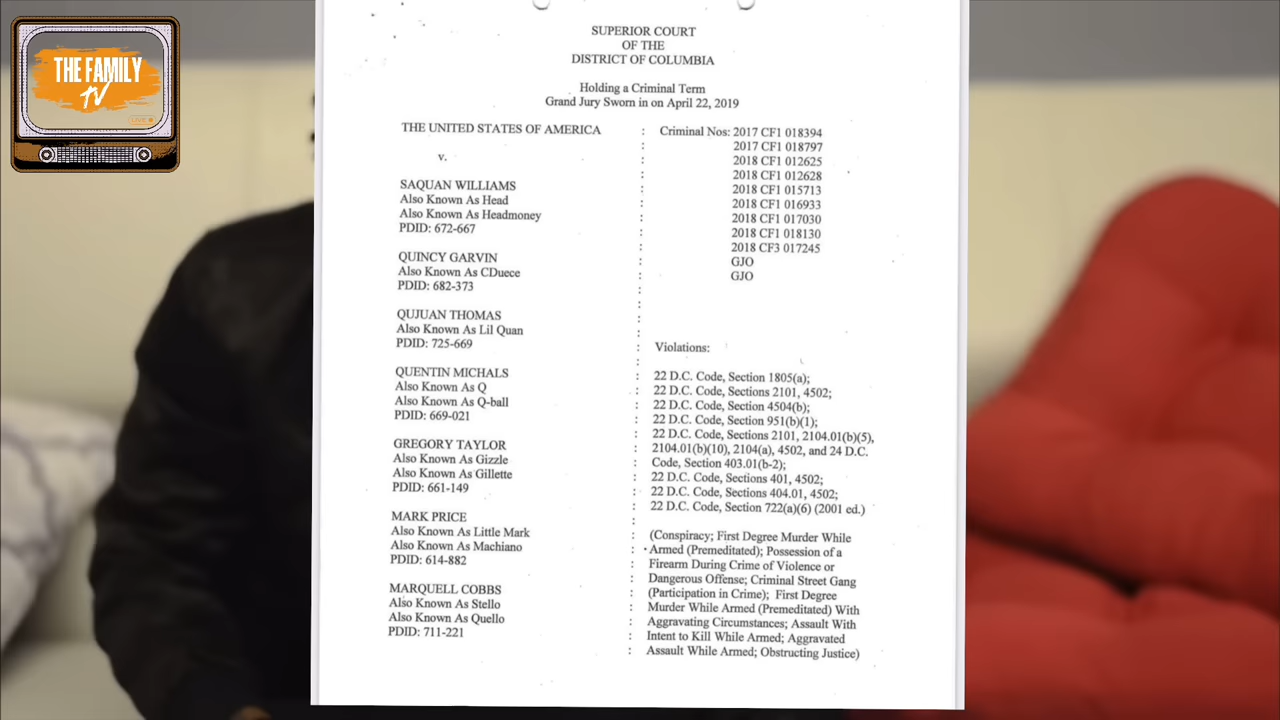 THE FAMILY
TV
LIVE
SUPERIOR COURT
OF THE
DISTRICT OF COLUMBIA
Holding a Criminal Term
Grand Jury Sworn in on April 22, 2019
THE UNITED STATES OF AMERICA
v.
SAQUAN WILLIAMS
Also Known As Head
Also Known As Headmoney
PDID: 672-667
QUINCY GARVIN
Also Known As CDuece
PDID: 682-373
QUJUAN THOMAS
Also Known As Lil Quan
PDID: 725-669
QUENTIN MICHALS
Also Known As Q
Also Known As Q-ball
PDID: 669-021
GREGORY TAYLOR
Also Known As Gizzle
Also Known As Gillette
PDID: 661-149
MARK PRICE
Also Known As Little Mark
Also Known As Machiano
PDID: 614-882
MARQUELL COBBS
Also Known As Stello
Also Known As Quello
PDID: 711-221
Criminal Nos: 2017 CF1 018394
2017 CF1 018797
2018 CF1 012625
2018 CF1 012628
2018 CF1 015713
2018 CF1 016933
2018 CF1 017030
2018 CF1 018130
2018 CF3 017245
GJO
GJO
Violations:
22 D.C. Code, Section 1805(a);
22 D.C. Code, Sections 2101, 4502;
22 D.C. Code, Section 4504(b);
22 D.C. Code, Section 951(b)(1);
22 D.C. Code, Sections 2101, 2104.01(b)(5),
2104.01(b)(10), 2104(a), 4502, and 24 D.C.
Code, Section 403.01(b-2);
22 D.C. Code, Sections 401, 4502;
22 D.C. Code, Sections 404.01, 4502;
22 D.C. Code, Section 722(a)(6) (2001 ed.)
(Conspiracy; First Degree Murder While
Armed (Premeditated); Possession of a
Firearm During Crime of Violence or
Dangerous Offense; Criminal Street Gang
(Participation in Crime); First Degree
Murder While Armed (Premeditated) With
Aggravating Circumstances; Assault With
Intent to Kill While Armed; Aggravated
Assault While Armed; Obstructing Justice)